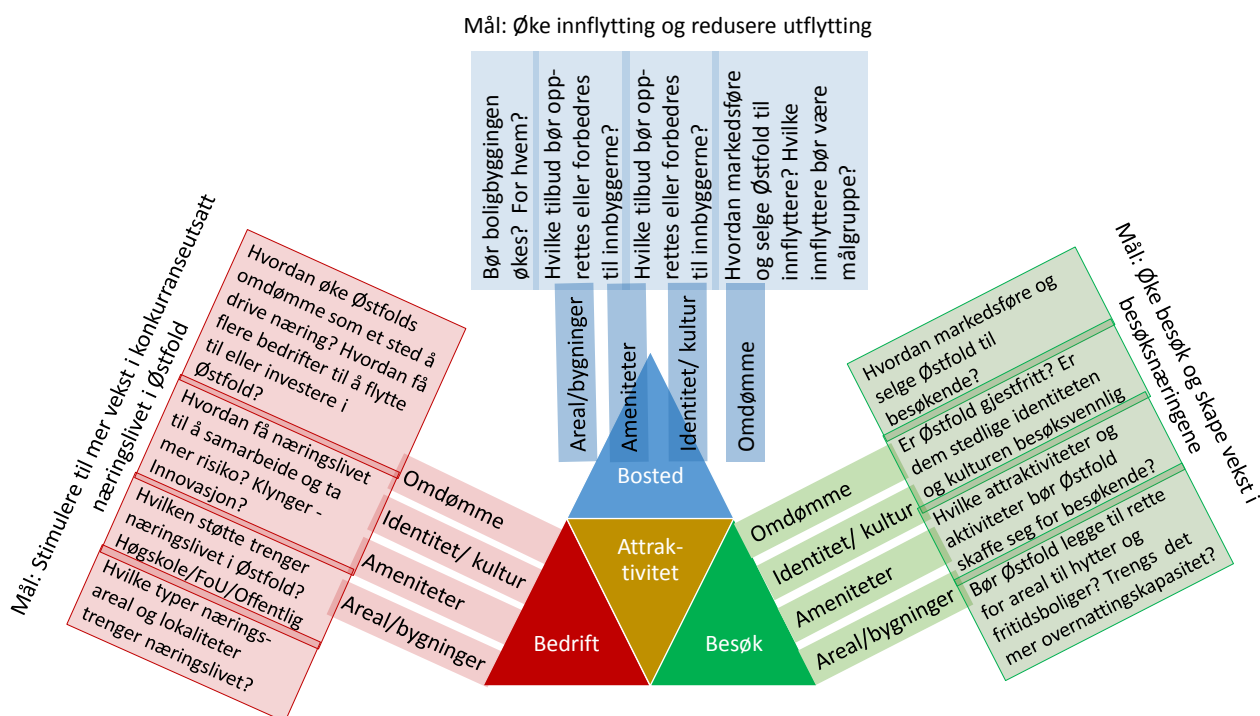 Mål: Øke innflytting og redusere utflytting
Bør boligbyggingen
økes?  For hvem?
Hvilke tilbud bør opp-
rettes eller forbedres
til innbyggerne?
Hvilke tilbud bør opp-
rettes eller forbedres
til innbyggerne?
Hvordan markedsføre
og selge Østfold til
innflyttere? Hvilke
innflyttere bør være
målgruppe?
Areal/bygninger
Ameniteter
Identitet/ kultur
Omdømme
Mål: Stimulere til mer vekst i konkurranseutsatt
næringslivet i Østfold
Hvordan øke Østfolds
omdømme som et sted å
drive næring? Hvordan få
flere bedrifter til å flytte
til eller investere i
Østfold?
Hvordan få næringslivet
til å samarbeide og ta
mer risiko? Klynger -
Innovasjon?
Hvilken støtte trenger
næringslivet i Østfold?
Høgskole/FoU/Offentlig
Hvilke typer nærings-
areal og lokaliteter
trenger næringslivet?
Omdømme
Identitet/ kultur
Ameniteter
Areal/bygninger
Bosted
Attrak-
tivitet
Bedrift
Besøk
Omdømme
Identitet/ kultur
Ameniteter
Areal/bygninger
Hvordan markedsføre og
selge Østfold til
besøkende?
Er Østfold gjestfritt? Er
dem stedlige identiteten
og kulturen besøksvennlig
Hvilke attraktiviteter og
aktiviteter bør Østfold
skaffe seg for besøkende?
Bør Østfold legge til rette
for areal til hytter og
fritidsboliger? Trengs  det
mer overnattingskapasitet?
Mål: Øke besøk og skape vekst i
besøksnæringene